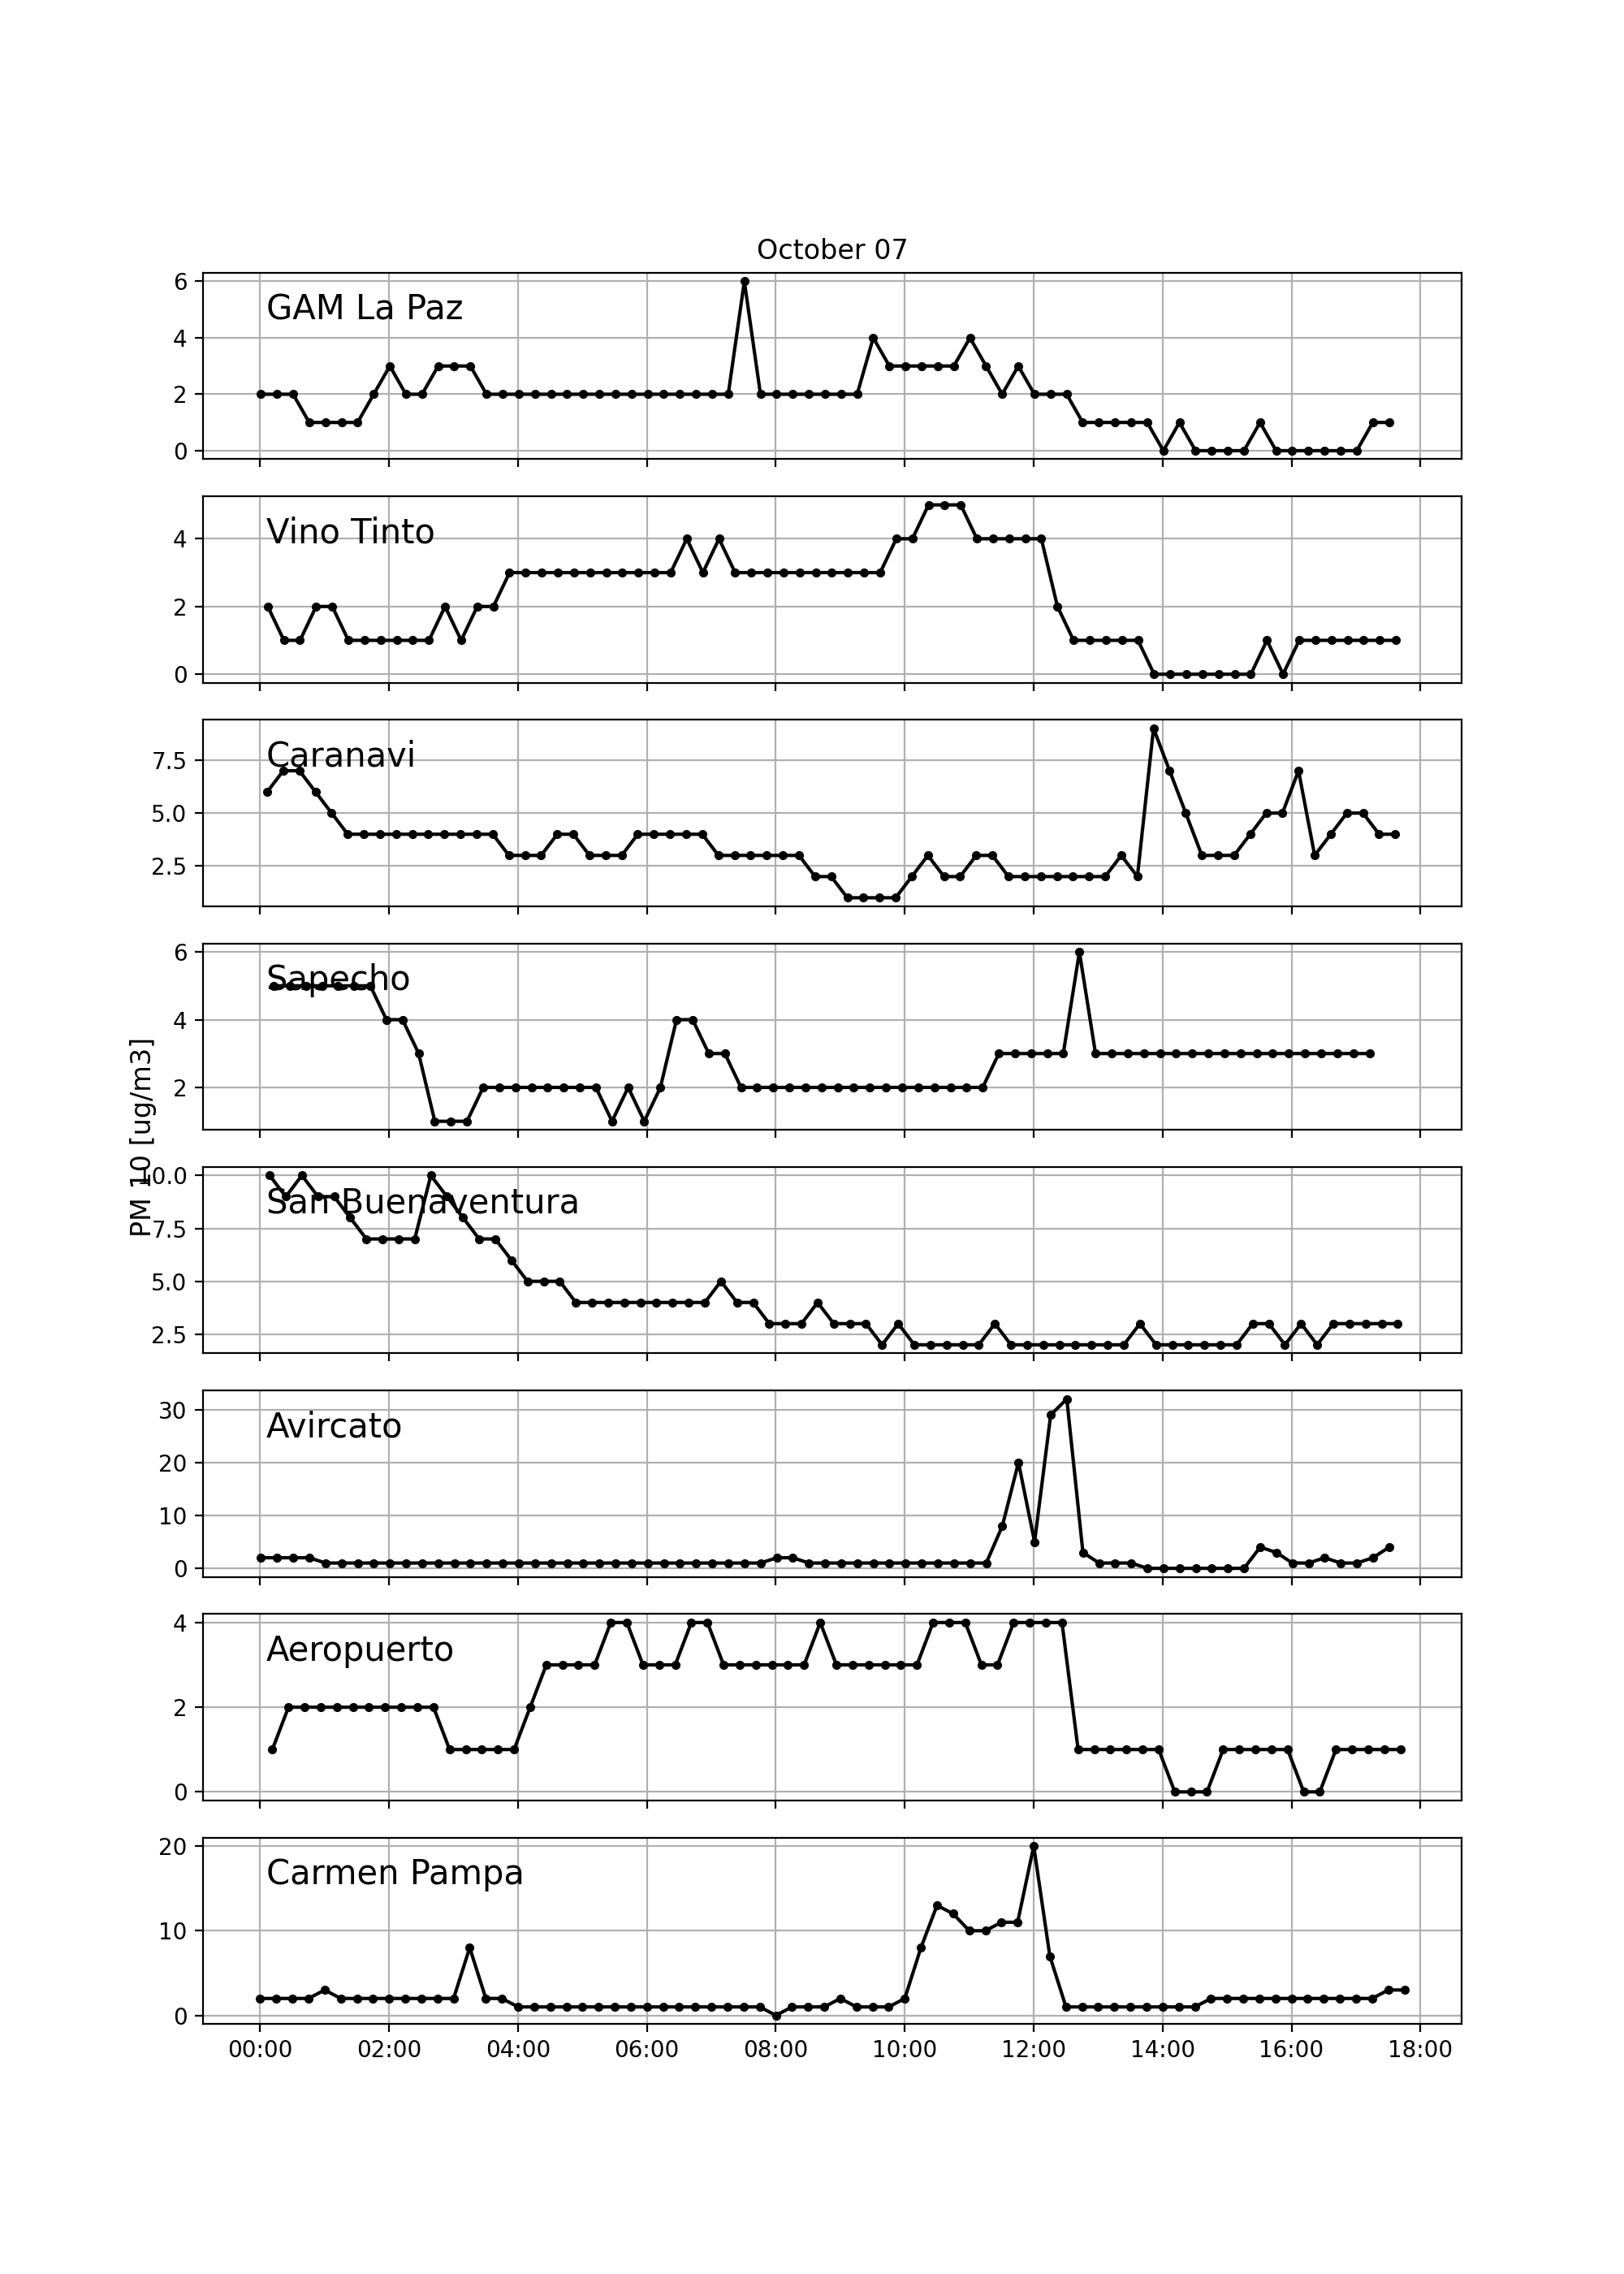 October 07
6
GAM La Paz
4
2
0
Vino Tinto
4
2
0
Caranavi
7.5
5.0
2.5
6
Sapecho
4
2
PM 10 [ug/m3]
10.0
San Buenaventura
7.5
5.0
2.5
30
Avircato
20
10
0
4
Aeropuerto
2
0
20
Carmen Pampa
10
0
00:00 02:00 04:00 06:00 08:00 10:00 12:00 14:00 16:00 18:00